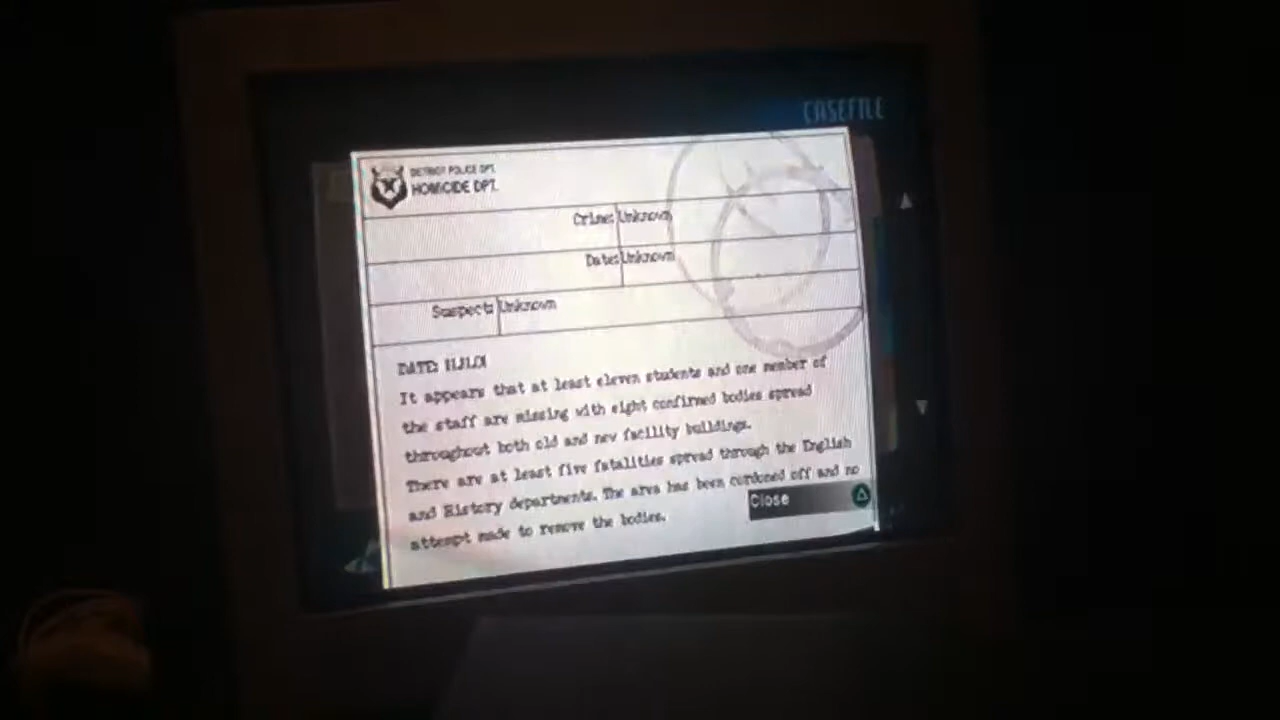 CASEFILE
DETROIT POLICE DPT.
HOMICIDE DPT.
Crime: Unknown
Date: Unknown
Suspect: Unknown
DATE:
It appears that at least eleven students and one member of
the staff are missing with eight confirmed bodies spread
throughout both old and new facility buildings.
There are at least five fatalities spread through the English
and History departments. The area has been cordoned off and no
attempt made to remove the bodies.
Close